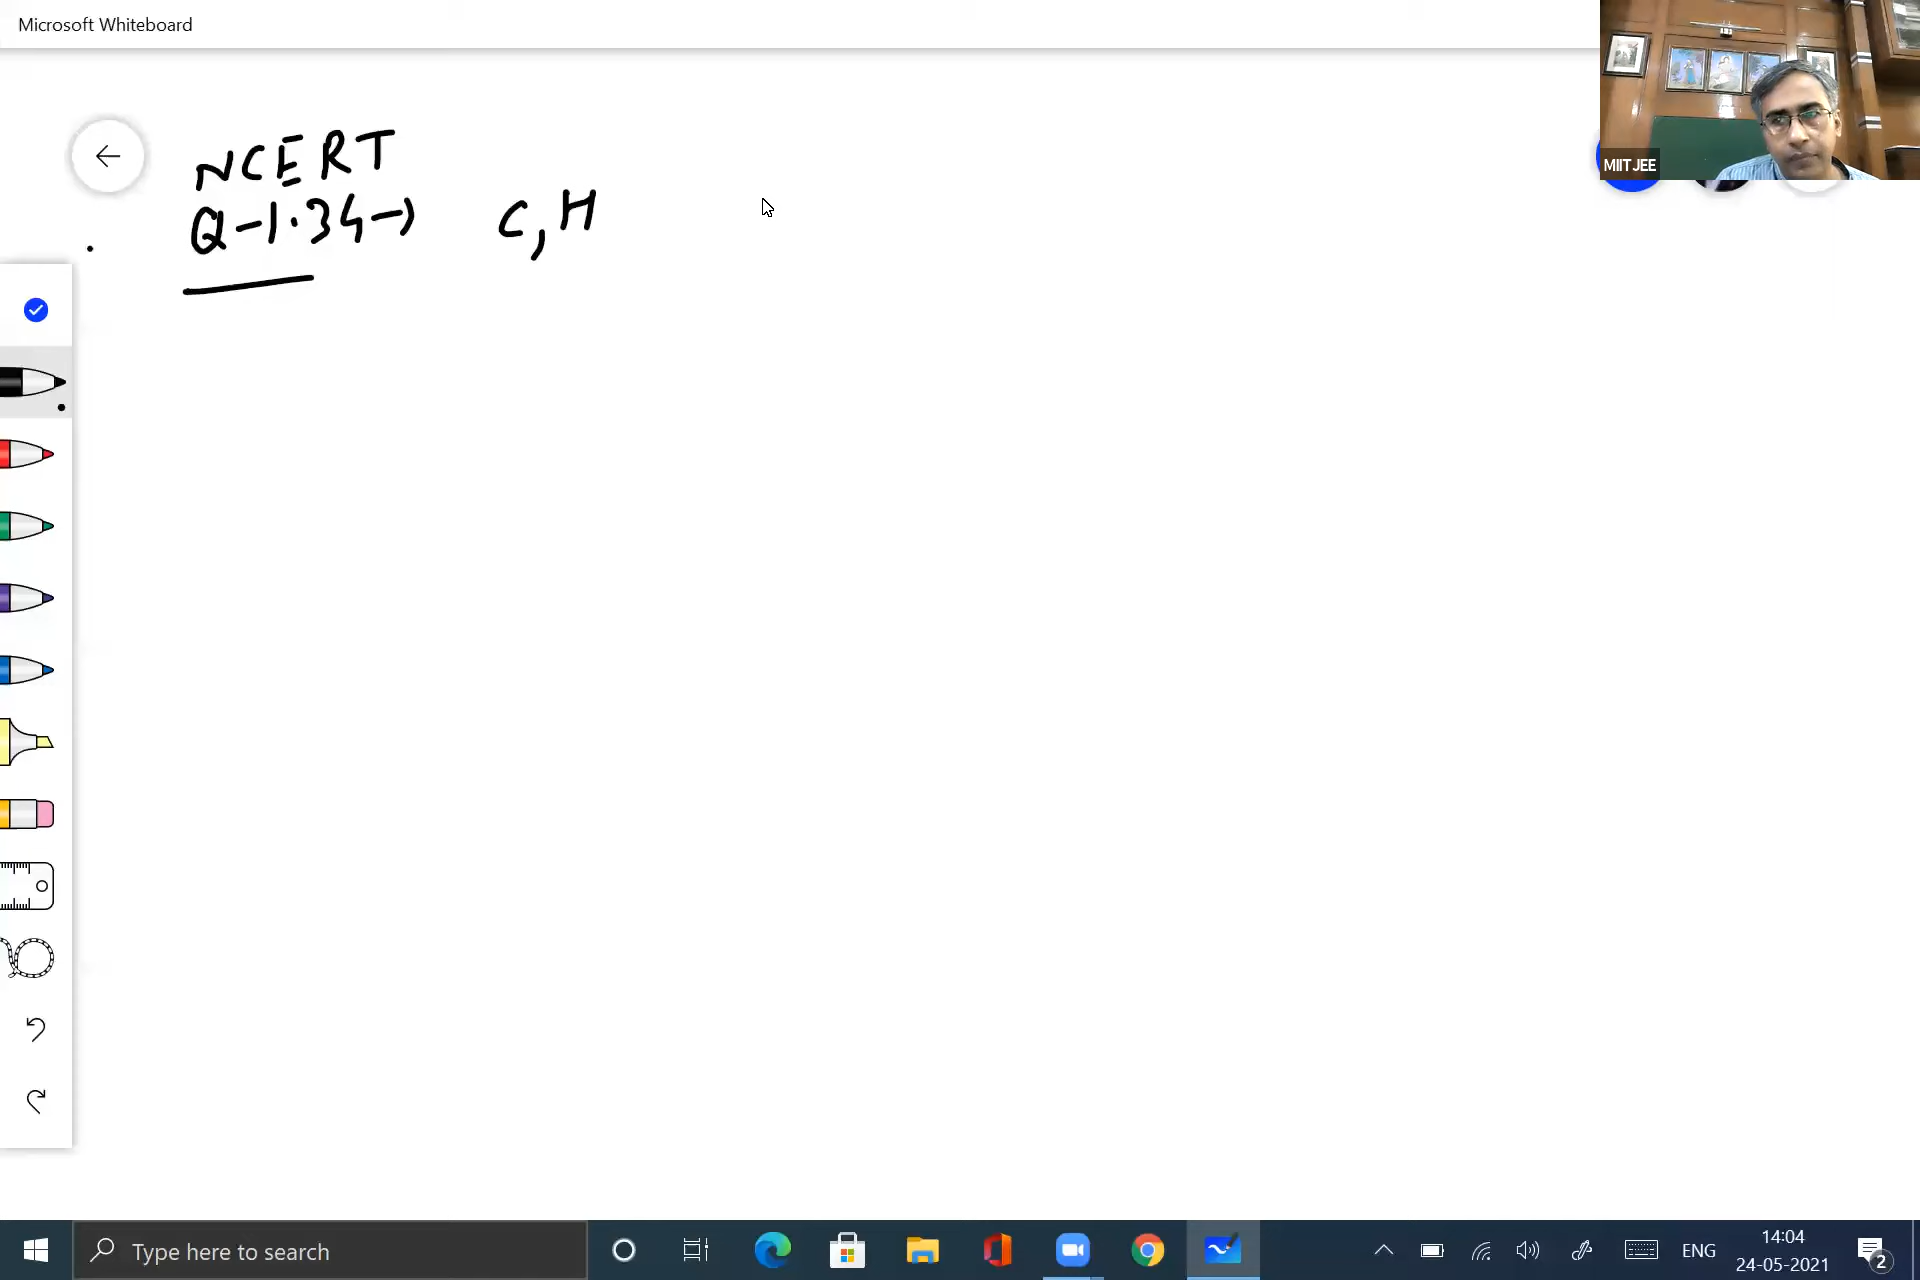 Microsoft Whiteboard
MIIT JEE
NCERT
Q-1.34→ C, H
Type here to search
ENG
14:04
24-05-2021
2